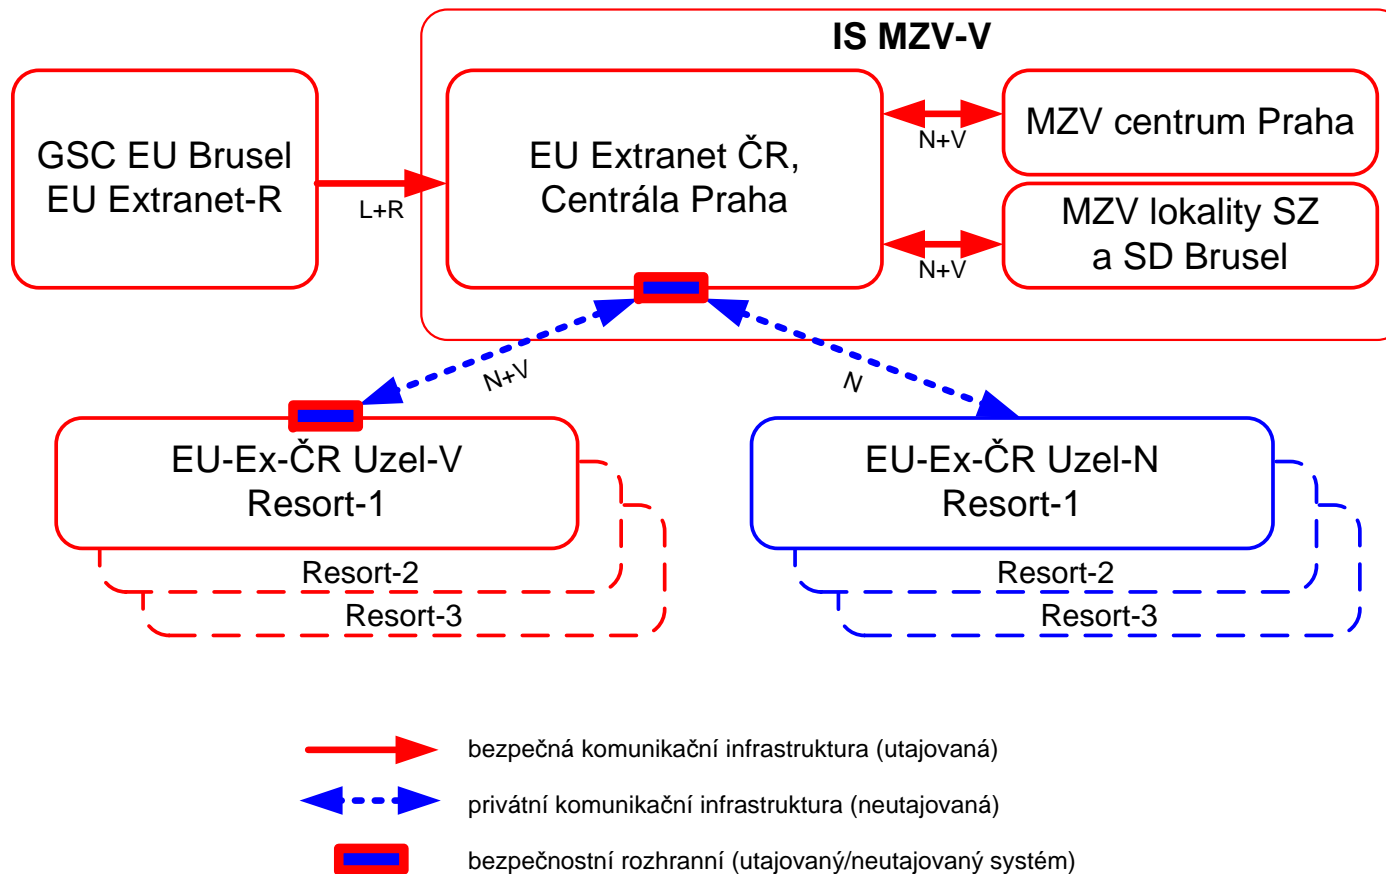 IS MZV-V
GSC EU Brusel
EU Extranet-R
L+R
EU Extranet ČR,
Centrála Praha
N+V
MZV centrum Praha
N+V
MZV lokality SZ
a SD Brusel
N+V
N
EU-Ex-ČR Uzel-V
Resort-1
Resort-2
Resort-3
EU-Ex-ČR Uzel-N
Resort-1
Resort-2
Resort-3
bezpečná komunikační infrastruktura (utajovaná)
privátní komunikační infrastruktura (neutajovaná)
bezpečnostní rozhranní (utajovaný/neutajovaný systém)